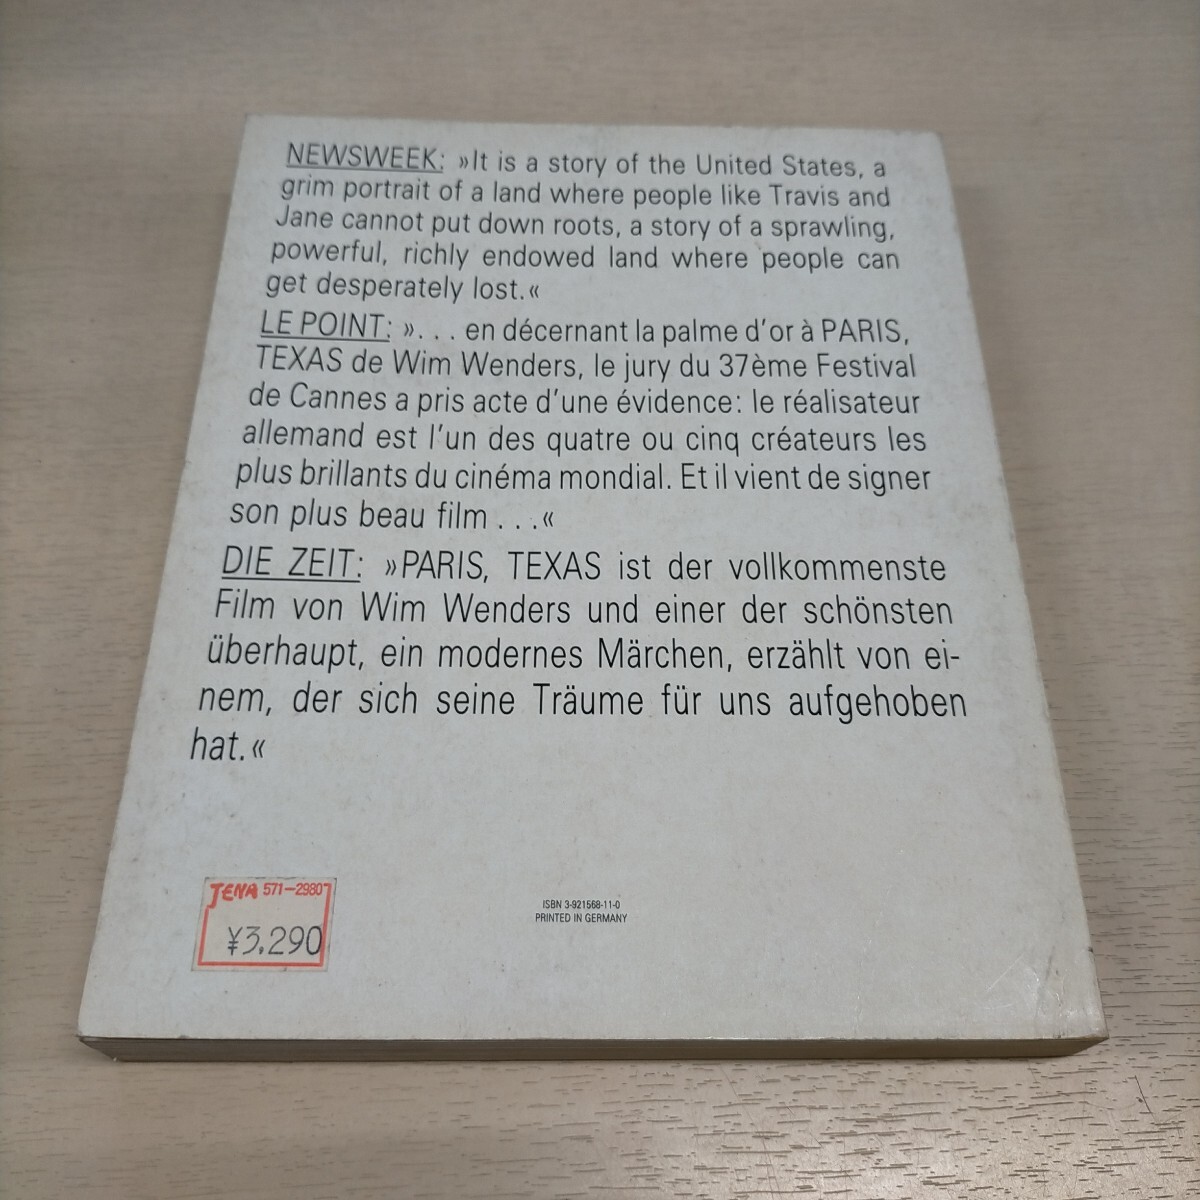 NEWSWEEK: »It is a story of the United States, a
grim portrait of a land where people like Travis and
Jane cannot put down roots, a story of a sprawling,
powerful, richly endowed land where people can
get desperately lost.«
LE POINT: ». . . en décernant la palme d'or à PARIS,
TEXAS de Wim Wenders, le jury du 37ème Festival
de Cannes a pris acte d'une évidence: le réalisateur
allemand est l'un des quatre ou cinq créateurs les
plus brillants du cinéma mondial. Et il vient de signer
son plus beau film . . .«
DIE ZEIT: »PARIS, TEXAS ist der vollkommenste
Film von Wim Wenders und einer der schönsten
überhaupt, ein modernes Märchen, erzählt von ei-
nem, der sich seine Träume für uns aufgehoben
hat.«
JENA 571-2980
¥3,290
ISBN 3-921568-11-0
PRINTED IN GERMANY